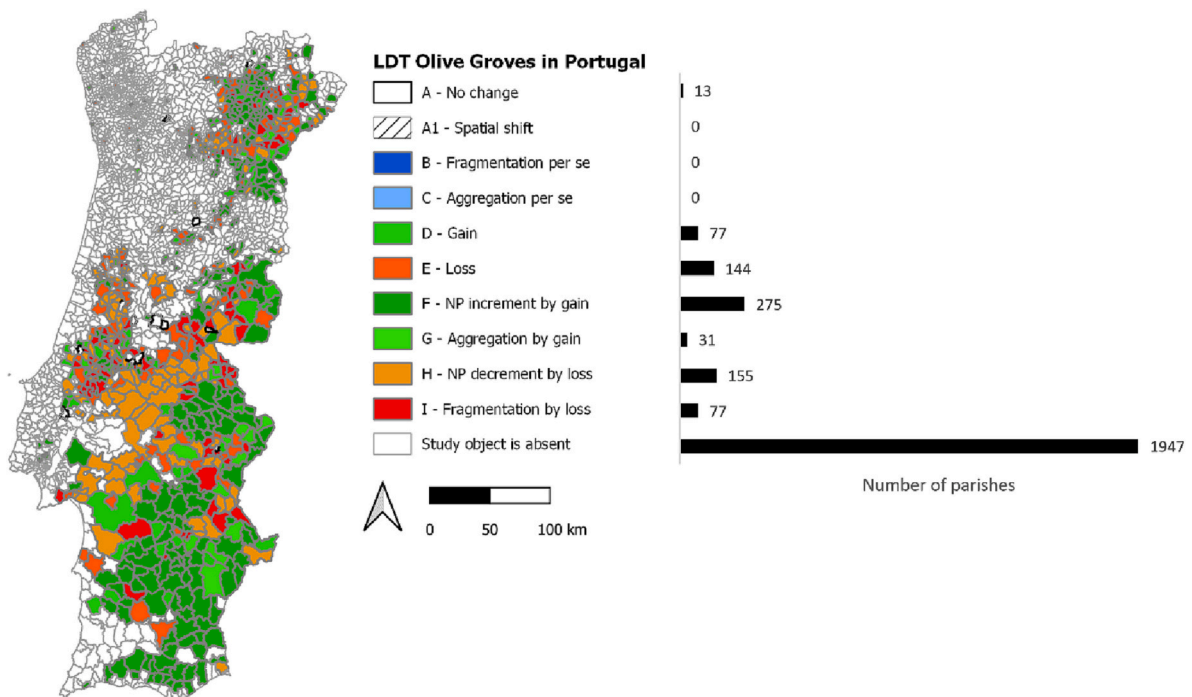 LDT Olive Groves in Portugal
A - No change 13
A1 - Spatial shift 0
B - Fragmentation per se 0
C - Aggregation per se 0
D - Gain 77
E - Loss 144
F - NP increment by gain 275
G - Aggregation by gain 31
H - NP decrement by loss 155
I - Fragmentation by loss 77
Study object is absent 1947
Number of parishes
0 50 100 km